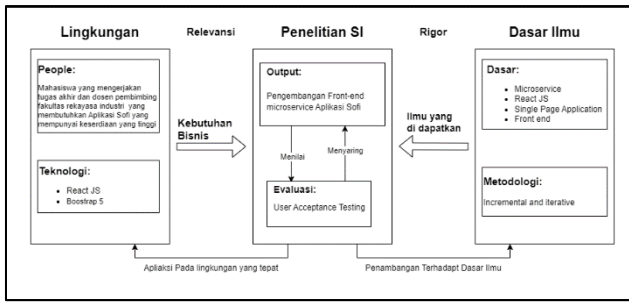 Lingkungan
Relevansi
Penelitian SI
Rigor
Dasar Ilmu
People:
Mahasiswa yang mengerjakan
tugas akhir dan dosen pembimbing
fakultas rekayasa industri yang
membutuhkan Aplikasi Sofi yang
mempunyai keserdiaan yang tinggi
Teknologi:
React JS
Boostrap 5
Kebutuhan
Bisnis
Output:
Pengembangan Front-end
microservice Aplikasi Sofi
Menilai
Menyaring
Evaluasi:
User Acceptance Testing
Ilmu yang
di dapatkan
Dasar:
Microservice
React JS
Single Page Application
Front end
Metodologi:
Incremental and iterative
Apliaksi Pada lingkungan yang tepat
Penambangan Terhadapt Dasar Ilmu